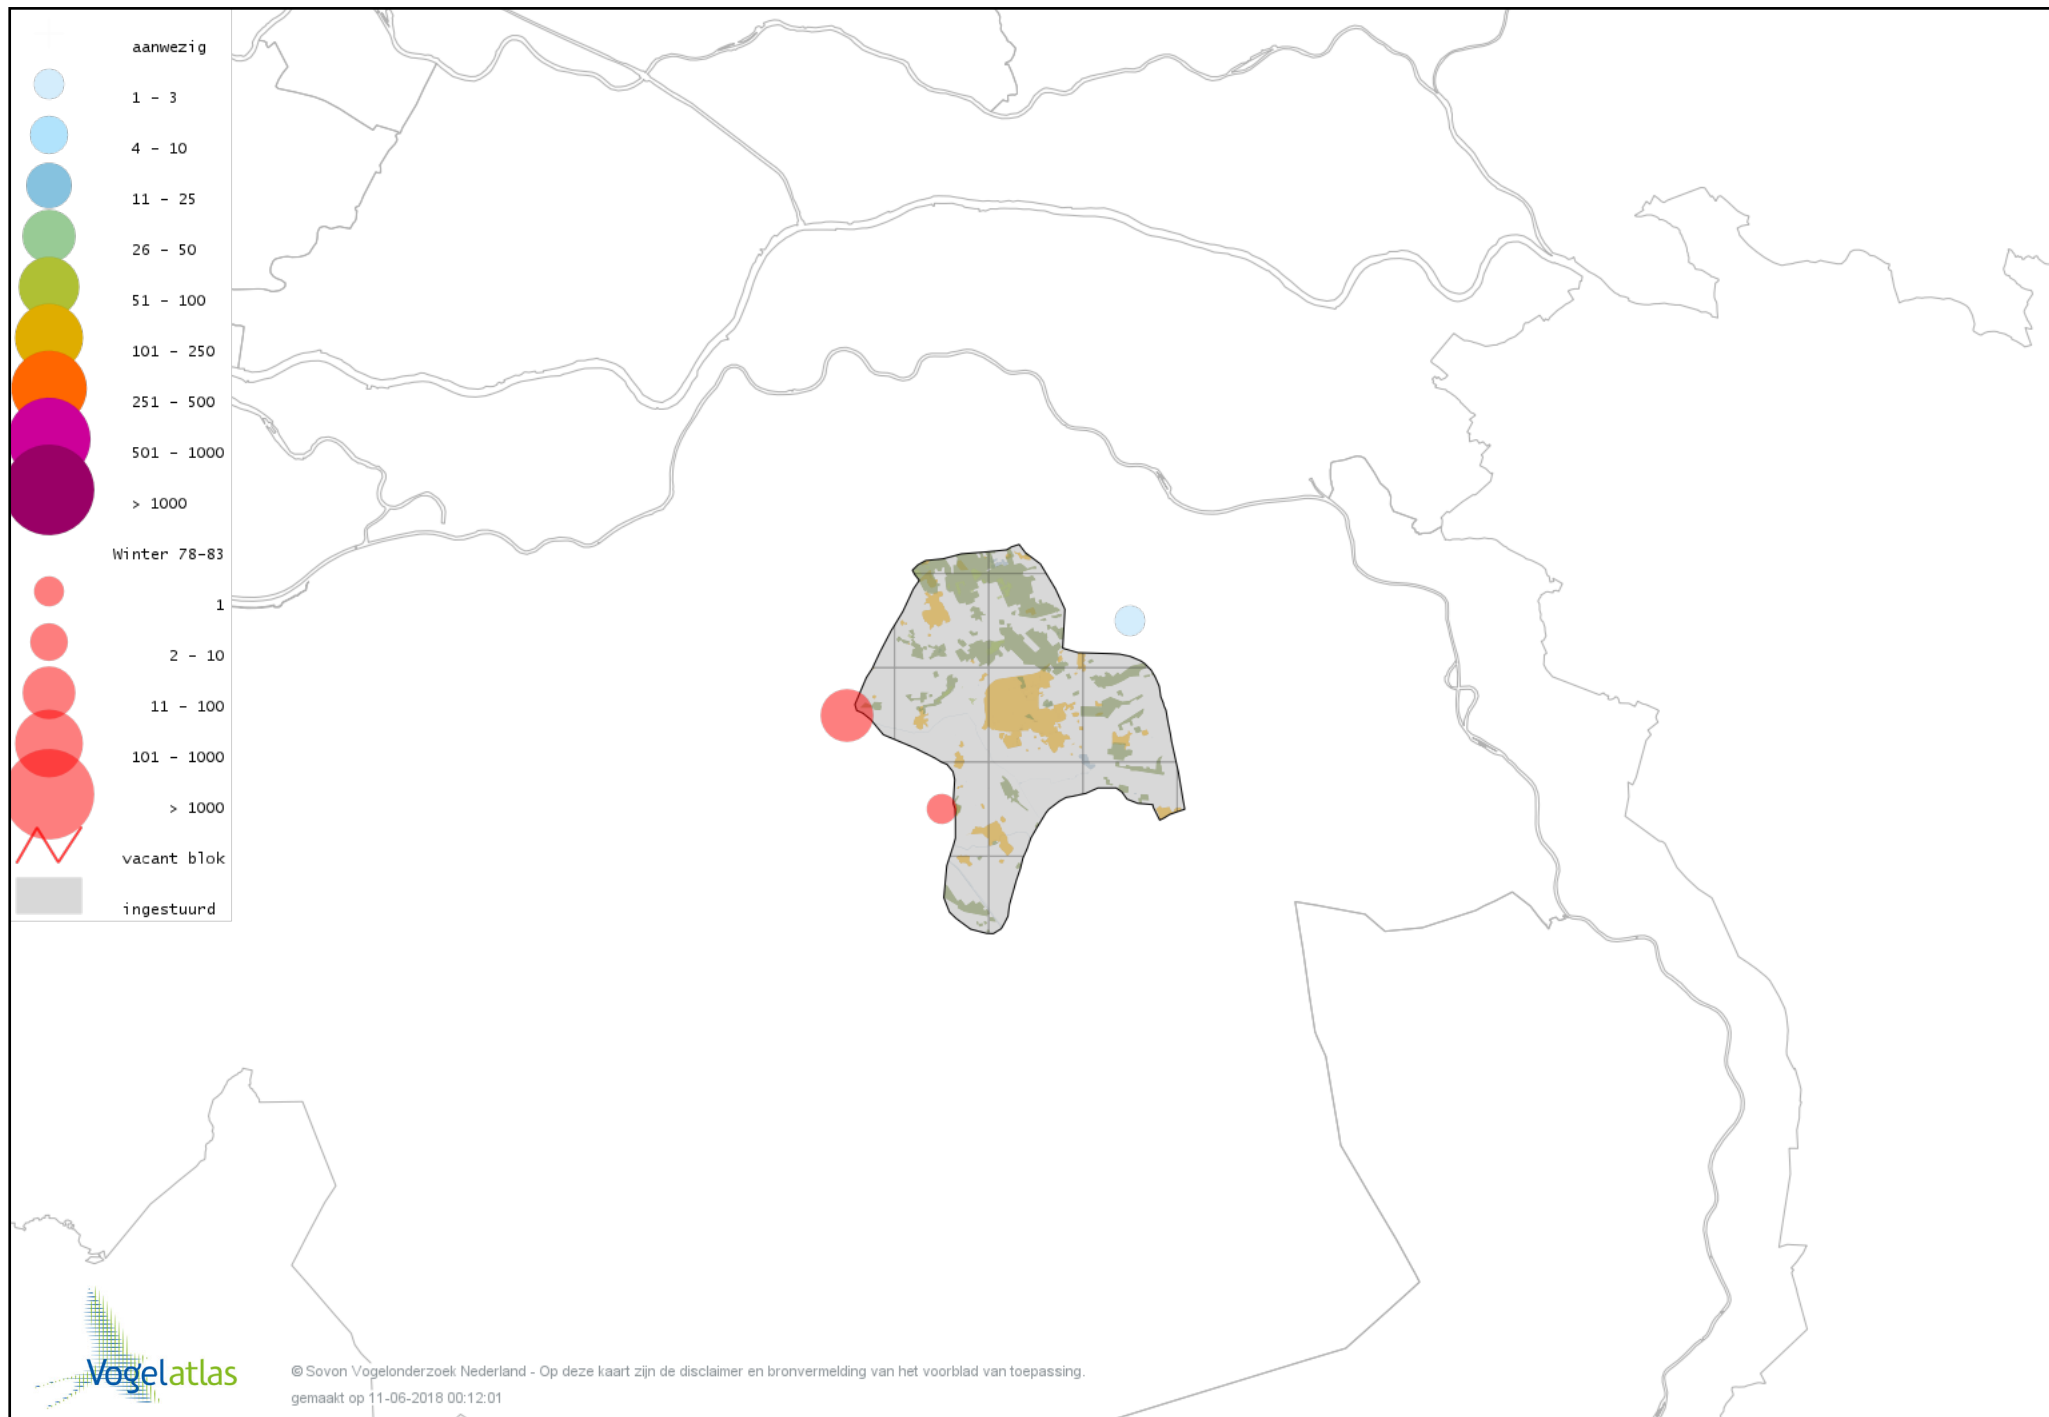 aanwezig
1 - 3
4 - 10
11 - 25
26 - 50
51 - 100
101 - 250
251 - 500
501 - 1000
> 1000
Winter 78-83
1
2 - 10
11 - 100
101 - 1000
> 1000
vacant blok
ingestuurd
Vogelatlas
© Sovon Vogelonderzoek Nederland - Op deze kaart zijn de disclaimer en bronvermelding van het voorblad van toepassing.
gemaakt op 11-06-2018 00:12:01